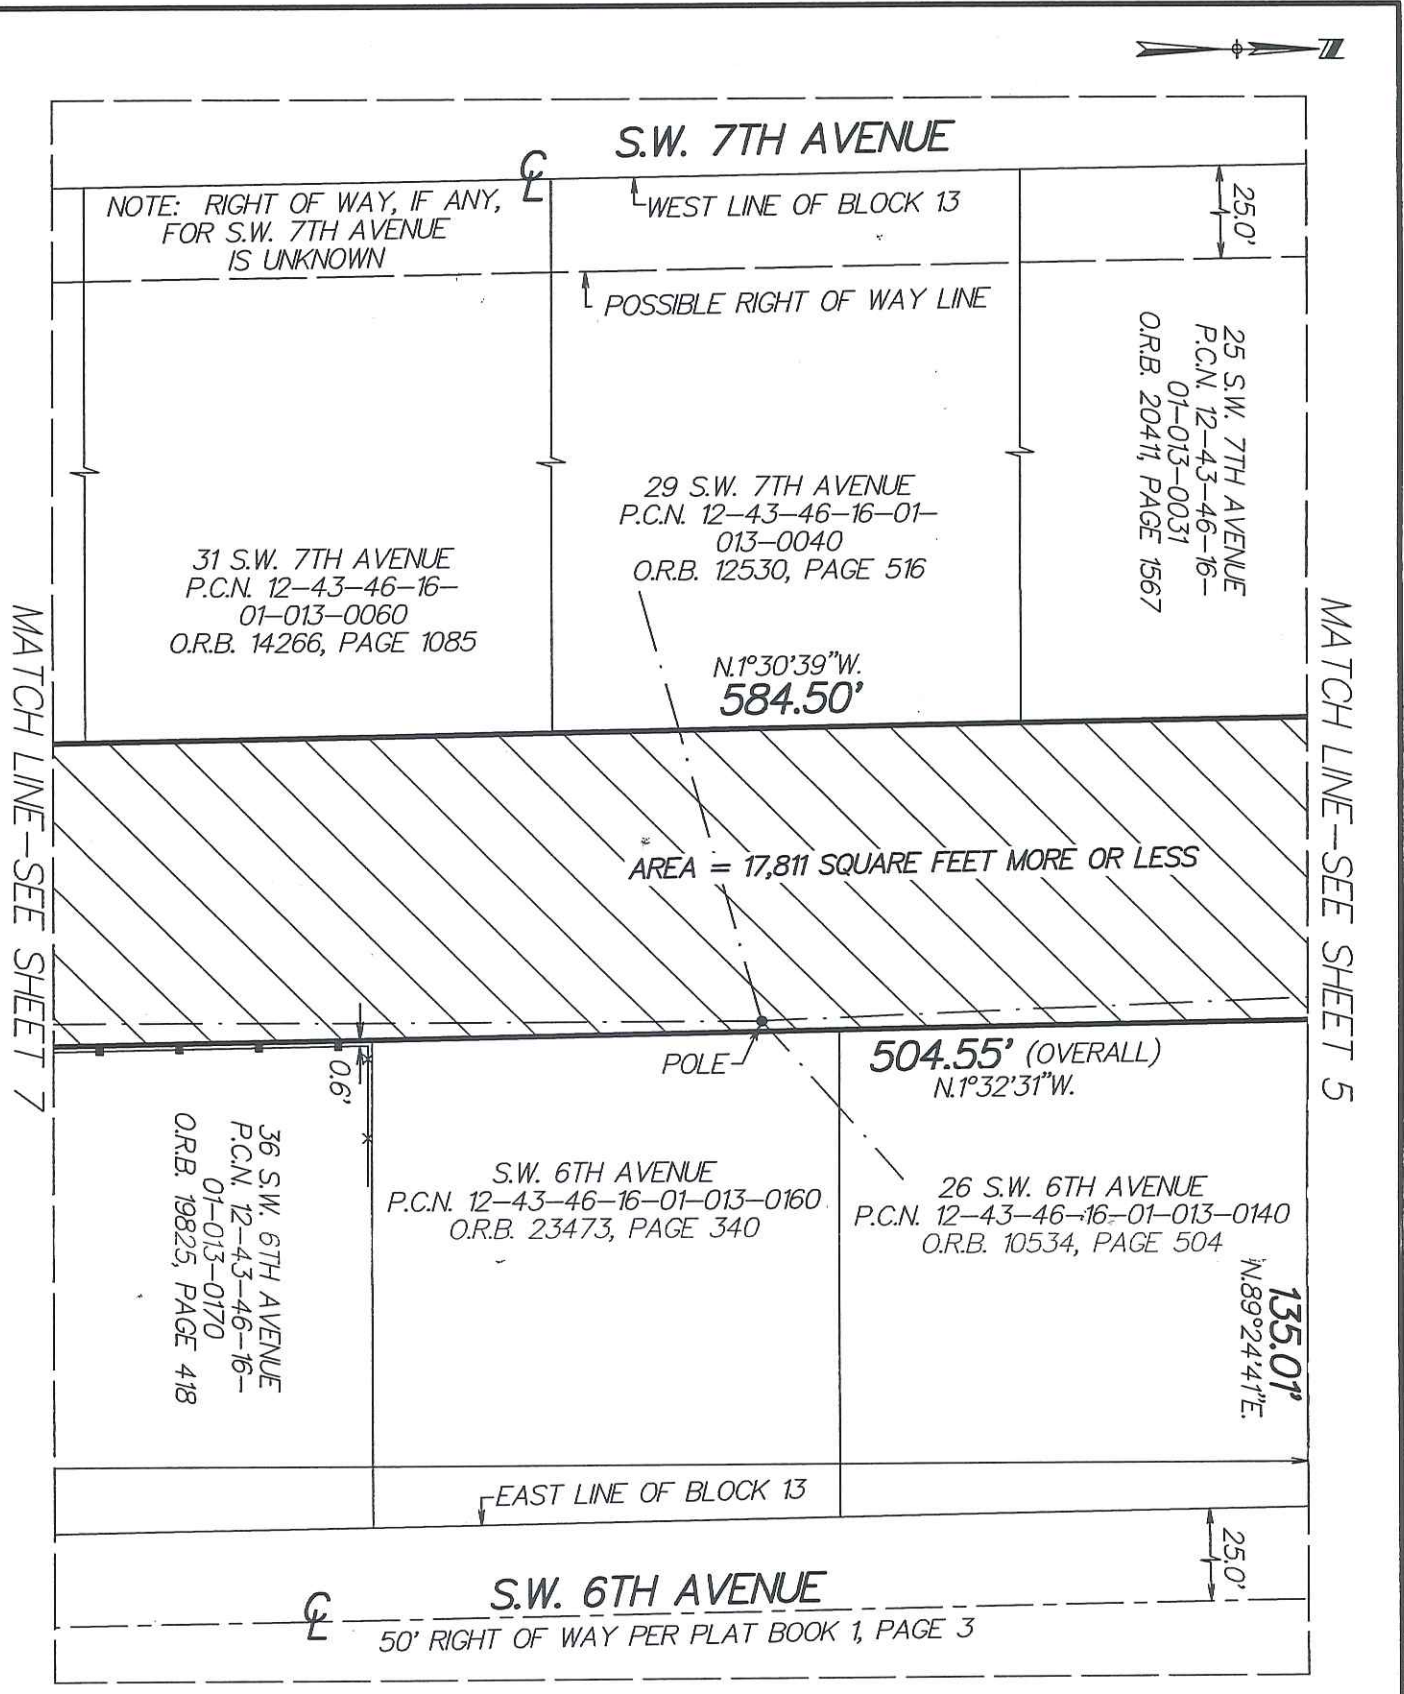 N
S.W. 7TH AVENUE
C
L
NOTE: RIGHT OF WAY, IF ANY,
FOR S.W. 7TH AVENUE
IS UNKNOWN
WEST LINE OF BLOCK 13
25.0'
POSSIBLE RIGHT OF WAY LINE
25 S.W. 7TH AVENUE
P.C.N. 12-43-46-16-
01-013-0031
O.R.B. 20411, PAGE 1567
29 S.W. 7TH AVENUE
P.C.N. 12-43-46-16-01-
013-0040
O.R.B. 12530, PAGE 516
31 S.W. 7TH AVENUE
P.C.N. 12-43-46-16-
01-013-0060
O.R.B. 14266, PAGE 1085
MATCH LINE-SEE SHEET 7
MATCH LINE-SEE SHEET 5
N.1°30'39"W.
584.50'
AREA = 17,811 SQUARE FEET MORE OR LESS
POLE
504.55' (OVERALL)
N.1°32'31"W.
0.6'
36 S.W. 6TH AVENUE
P.C.N. 12-43-46-16-
01-013-0170
O.R.B. 19825, PAGE 418
S.W. 6TH AVENUE
P.C.N. 12-43-46-16-01-013-0160
O.R.B. 23473, PAGE 340
26 S.W. 6TH AVENUE
P.C.N. 12-43-46-16-01-013-0140
O.R.B. 10534, PAGE 504
135.01'
N.89°24'41"E.
EAST LINE OF BLOCK 13
25.0'
S.W. 6TH AVENUE
C
L
50' RIGHT OF WAY PER PLAT BOOK 1, PAGE 3